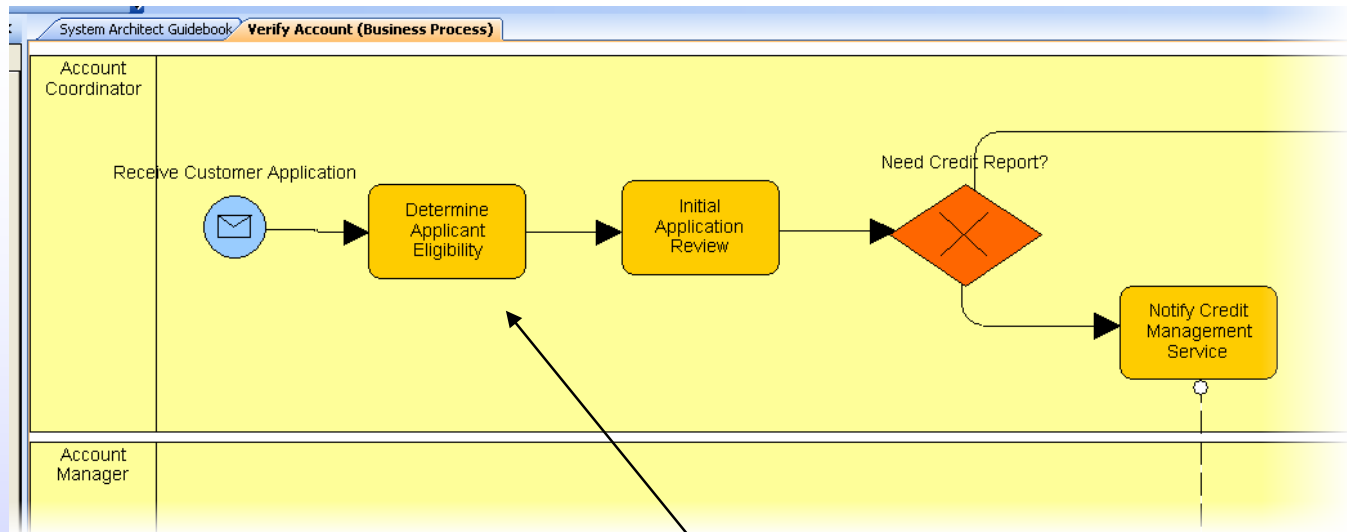 System Architect Guidebook
Verify Account (Business Process)
Account
Coordinator
Receive Customer Application
Determine
Applicant
Eligibility
Initial
Application
Review
Need Credit Report?
Notify Credit
Management
Service
Account
Manager